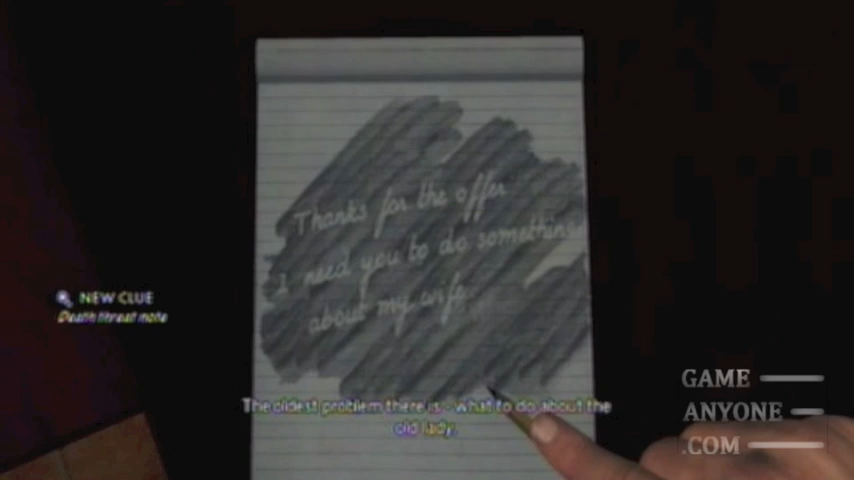 Thanks for the offer
I need you to do something
about my wife.
NEW CLUE
Death threat note
The oldest problem there is - what to do about the
old lady.
GAME
ANYONE
.COM